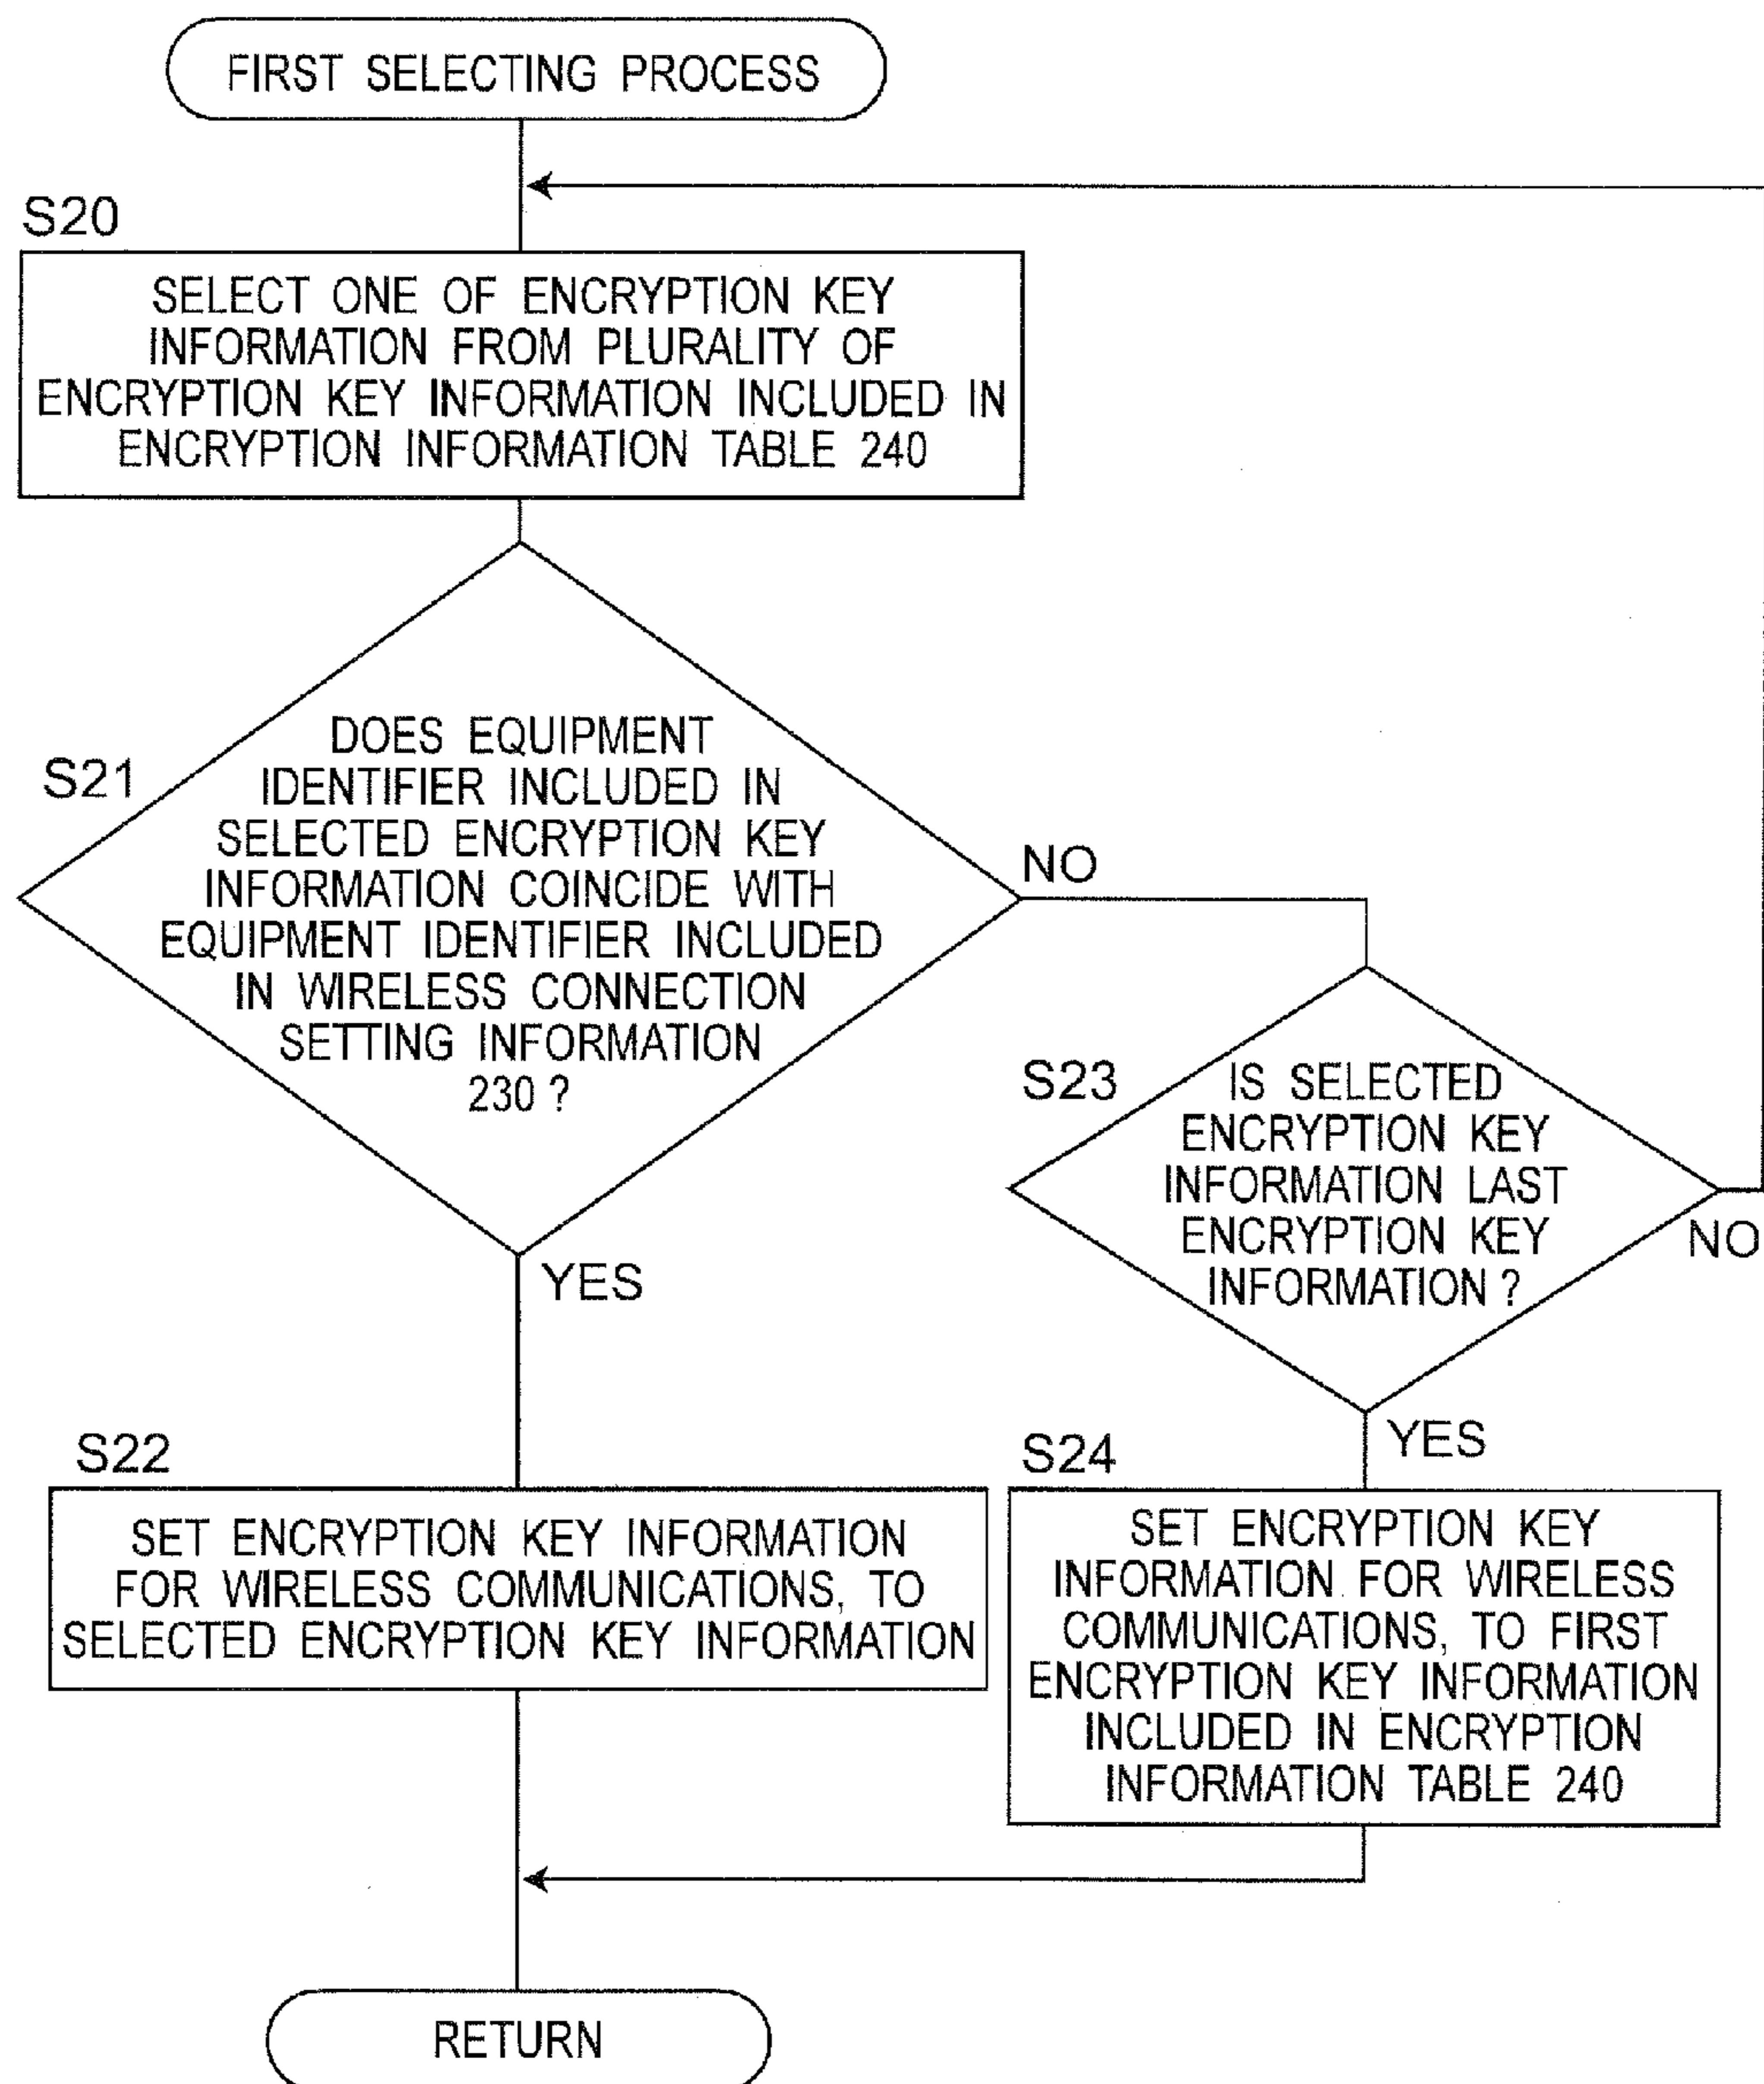 FIRST SELECTING PROCESS
S20
SELECT ONE OF ENCRYPTION KEY
INFORMATION FROM PLURALITY OF
ENCRYPTION KEY INFORMATION INCLUDED IN
ENCRYPTION INFORMATION TABLE 240
S21
DOES EQUIPMENT
IDENTIFIER INCLUDED IN
SELECTED ENCRYPTION KEY
INFORMATION COINCIDE WITH
EQUIPMENT IDENTIFIER INCLUDED
IN WIRELESS CONNECTION
SETTING INFORMATION
230 ?
NO
YES
S23
IS SELECTED
ENCRYPTION KEY
INFORMATION LAST
ENCRYPTION KEY
INFORMATION ?
NO
YES
S22
SET ENCRYPTION KEY INFORMATION
FOR WIRELESS COMMUNICATIONS, TO
SELECTED ENCRYPTION KEY INFORMATION
S24
SET ENCRYPTION KEY
INFORMATION FOR WIRELESS
COMMUNICATIONS, TO FIRST
ENCRYPTION KEY INFORMATION
INCLUDED IN ENCRYPTION
INFORMATION TABLE 240
RETURN